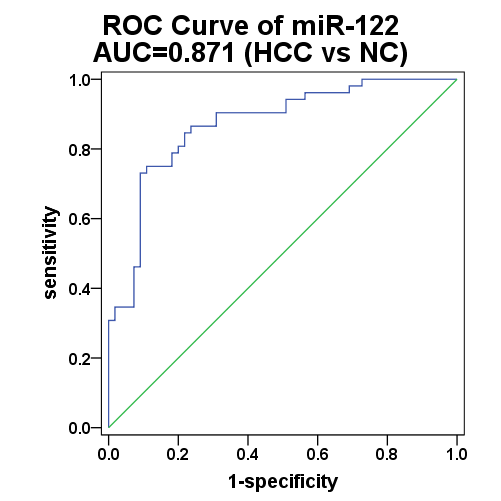 ROC Curve of miR-122
AUC=0.871 (HCC vs NC)
1.0
0.8
0.6
0.4
0.2
0.0
sensitivity
0.0 0.2 0.4 0.6 0.8 1.0
1-specificity